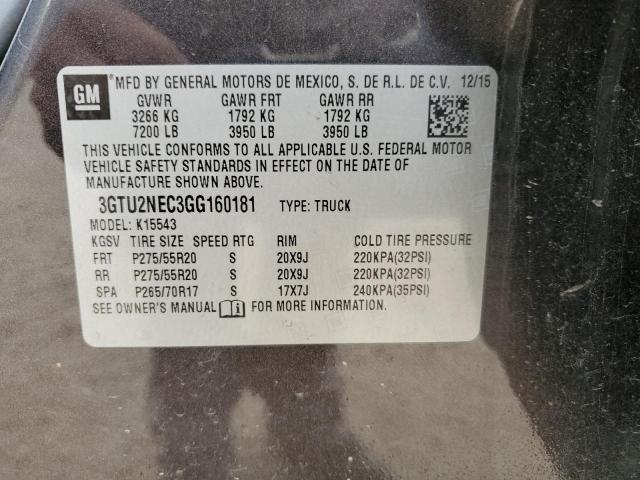 GM MFD BY GENERAL MOTORS DE MEXICO, S. DE R.L. DE C.V. 12/15
GVWR GAWR FRT GAWR RR
3266 KG 1792 KG 1792 KG
7200 LB 3950 LB 3950 LB
THIS VEHICLE CONFORMS TO ALL APPLICABLE U.S. FEDERAL MOTOR
VEHICLE SAFETY STANDARDS IN EFFECT ON THE DATE OF
MANUFACTURE SHOWN ABOVE.
3GTU2NEC3GG160181 TYPE: TRUCK
MODEL: K15543
KGSV TIRE SIZE SPEED RTG RIM COLD TIRE PRESSURE
FRT P275/55R20 S 20X9J 220KPA(32PSI)
RR P275/55R20 S 20X9J 220KPA(32PSI)
SPA P265/70R17 S 17X7J 240KPA(35PSI)
SEE OWNER'S MANUAL i FOR MORE INFORMATION.